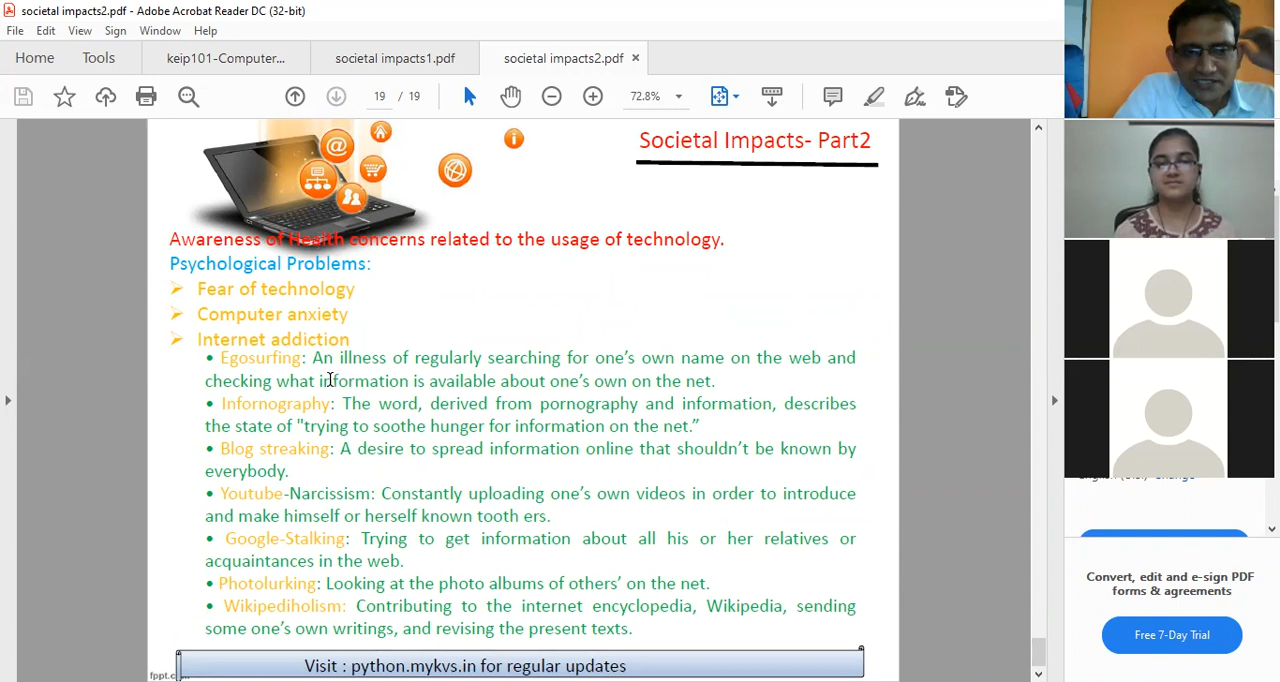 societal impacts2.pdf - Adobe Acrobat Reader DC (32-bit)
File Edit View Sign Window Help
Home Tools keip101-Computer... societal impacts1.pdf societal impacts2.pdf ×
19 / 19 72.8%
Societal Impacts- Part2
Awareness of Health concerns related to the usage of technology.
Psychological Problems:
➢ Fear of technology
➢ Computer anxiety
➢ Internet addiction
• Egosurfing: An illness of regularly searching for one’s own name on the web and
checking what information is available about one’s own on the net.
• Infornography: The word, derived from pornography and information, describes
the state of "trying to soothe hunger for information on the net.”
• Blog streaking: A desire to spread information online that shouldn’t be known by
everybody.
• Youtube-Narcissism: Constantly uploading one’s own videos in order to introduce
and make himself or herself known tooth ers.
• Google-Stalking: Trying to get information about all his or her relatives or
acquaintances in the web.
• Photolurking: Looking at the photo albums of others’ on the net.
• Wikipediholism: Contributing to the internet encyclopedia, Wikipedia, sending
some one’s own writings, and revising the present texts.
Visit : python.mykvs.in for regular updates
Convert, edit and e-sign PDF
forms & agreements
Free 7-Day Trial